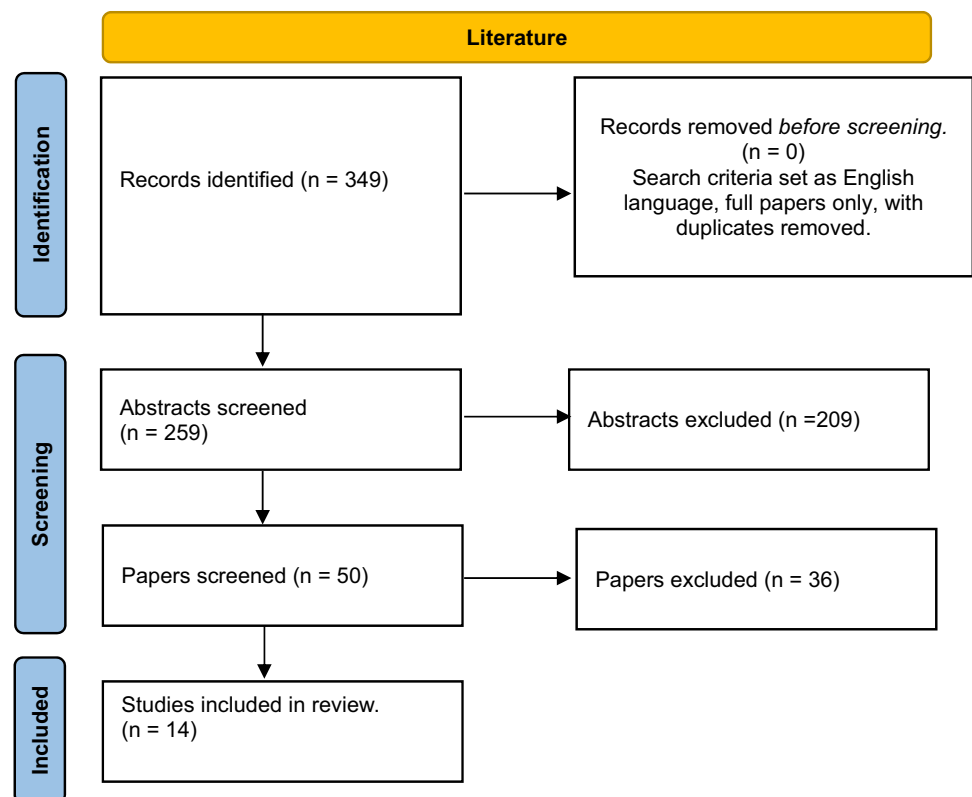 Literature
Identification
Records identified (n = 349)
Records removed before screening.
(n = 0)
Search criteria set as English
language, full papers only, with
duplicates removed.
Screening
Abstracts screened
(n = 259)
Abstracts excluded (n =209)
Papers screened (n = 50)
Papers excluded (n = 36)
Included
Studies included in review.
(n = 14)